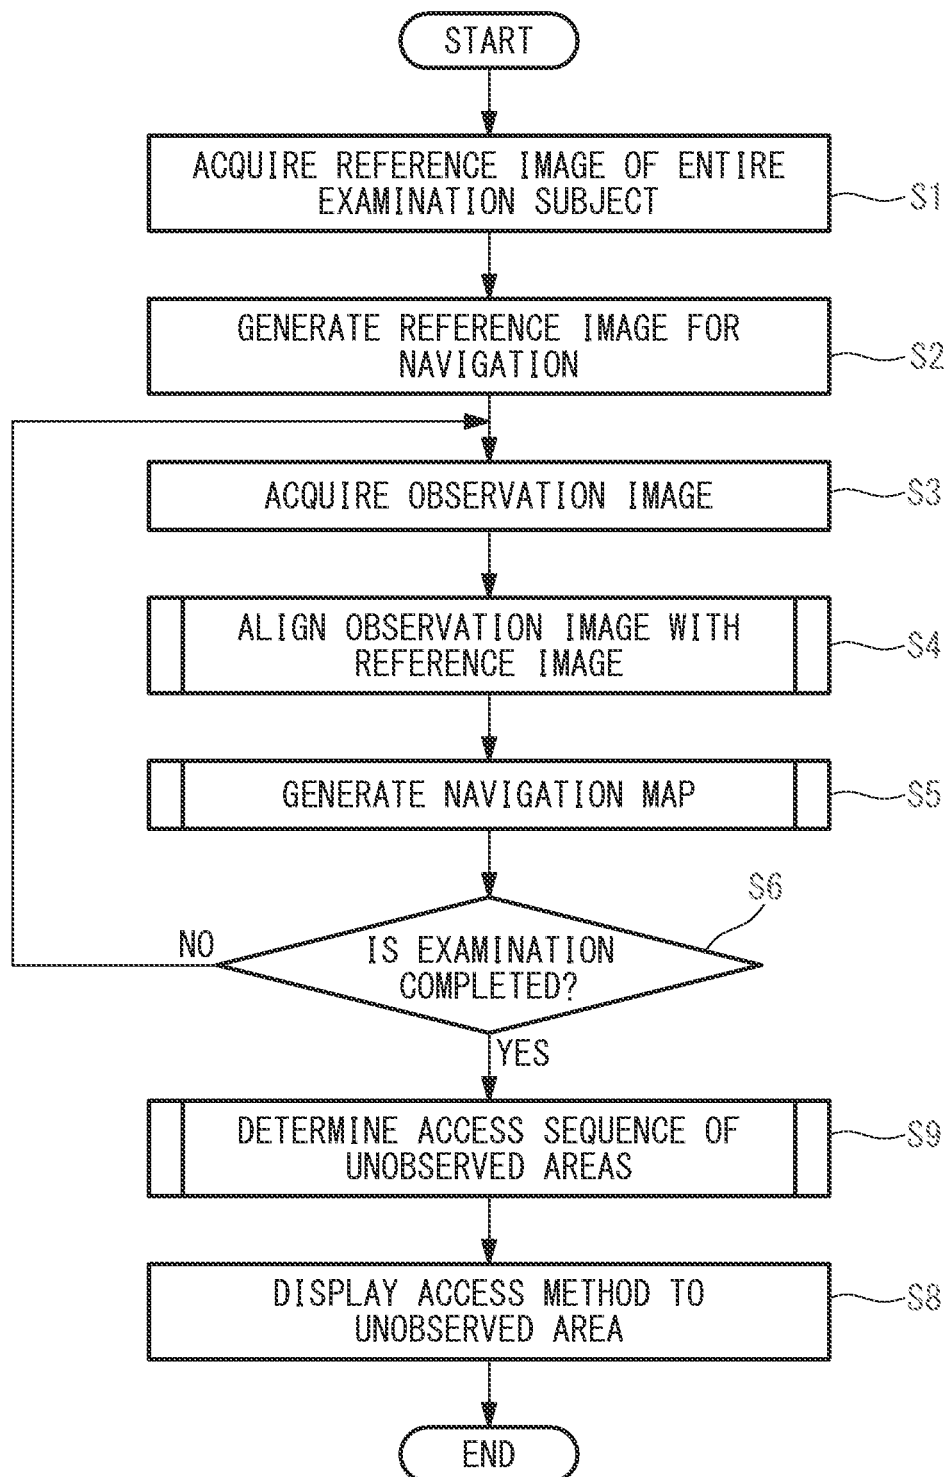 START
ACQUIRE REFERENCE IMAGE OF ENTIRE
EXAMINATION SUBJECT
S1
GENERATE REFERENCE IMAGE FOR
NAVIGATION
S2
ACQUIRE OBSERVATION IMAGE
S3
ALIGN OBSERVATION IMAGE WITH
REFERENCE IMAGE
S4
GENERATE NAVIGATION MAP
S5
S6
NO
IS EXAMINATION
COMPLETED?
YES
DETERMINE ACCESS SEQUENCE OF
UNOBSERVED AREAS
S9
DISPLAY ACCESS METHOD TO
UNOBSERVED AREA
S8
END